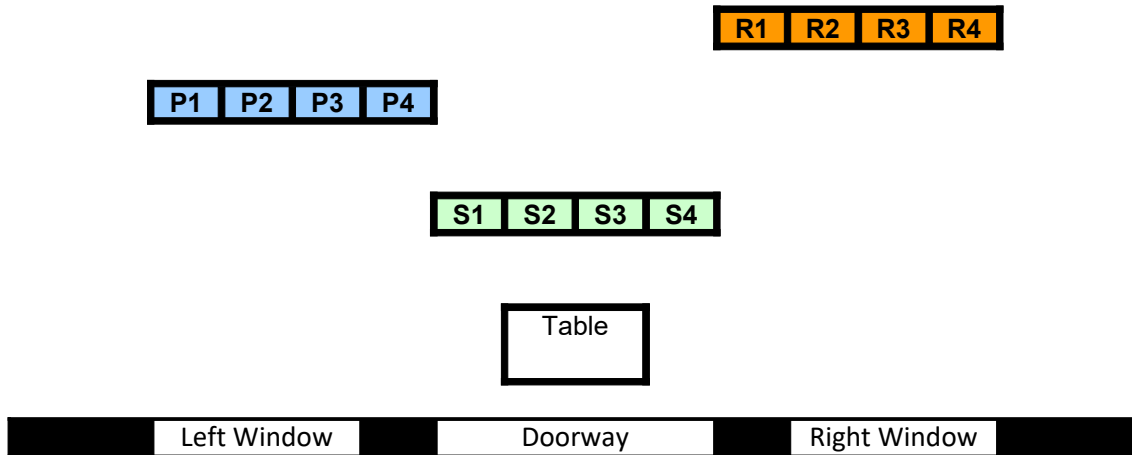 R1 R2 R3 R4
P1 P2 P3 P4
S1 S2 S3 S4
Table
Left Window Doorway Right Window